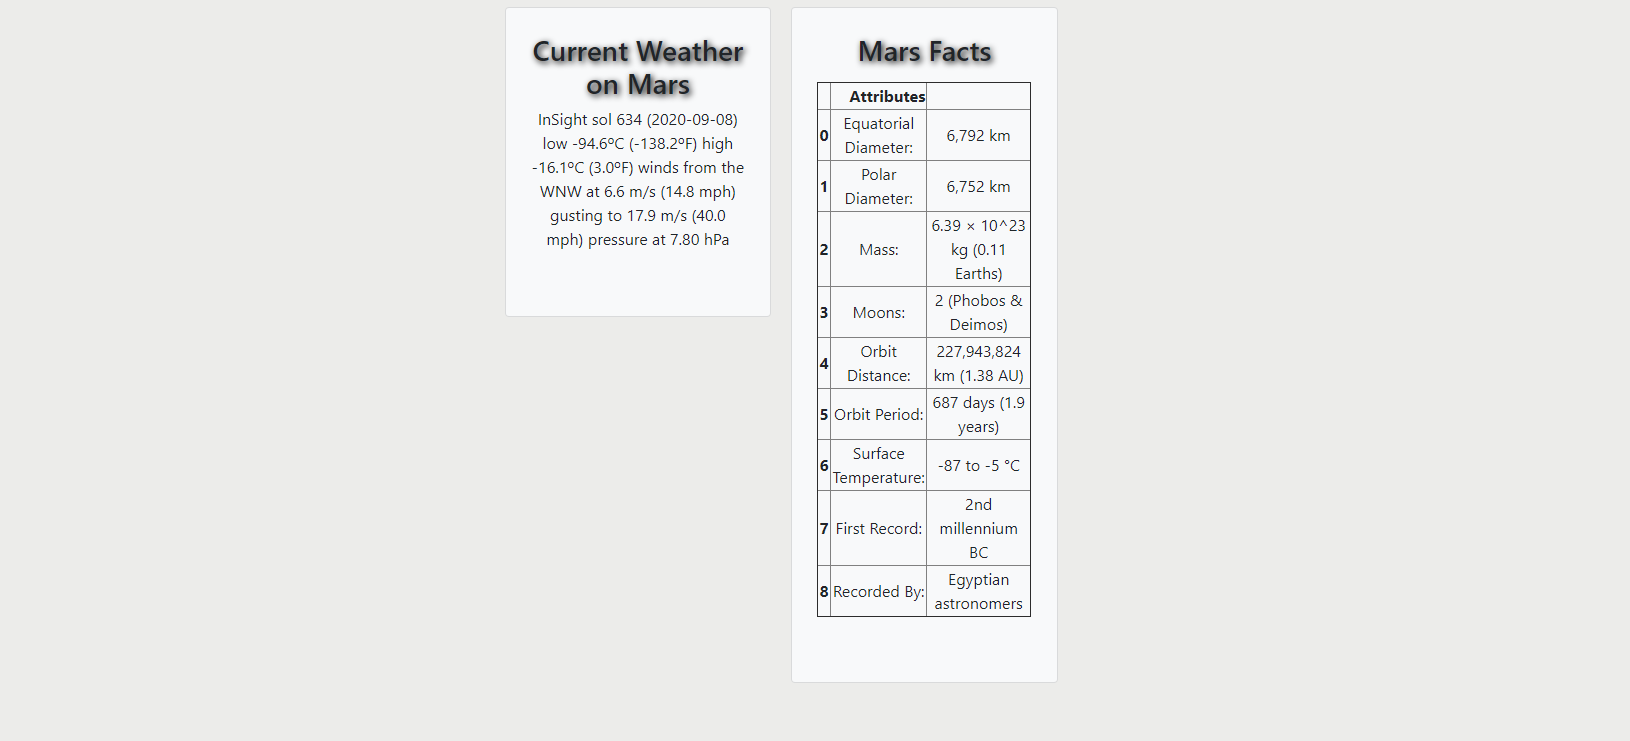 Current Weather
on Mars
InSight sol 634 (2020-09-08)
low -94.6ºC (-138.2ºF) high
-16.1ºC (3.0ºF) winds from the
WNW at 6.6 m/s (14.8 mph)
gusting to 17.9 m/s (40.0
mph) pressure at 7.80 hPa
Mars Facts
Attributes
0 Equatorial Diameter: 6,792 km
1 Polar Diameter: 6,752 km
2 Mass: 6.39 × 10^23 kg (0.11 Earths)
3 Moons: 2 (Phobos & Deimos)
4 Orbit Distance: 227,943,824 km (1.38 AU)
5 Orbit Period: 687 days (1.9 years)
6 Surface Temperature: -87 to -5 °C
7 First Record: 2nd millennium BC
8 Recorded By: Egyptian astronomers